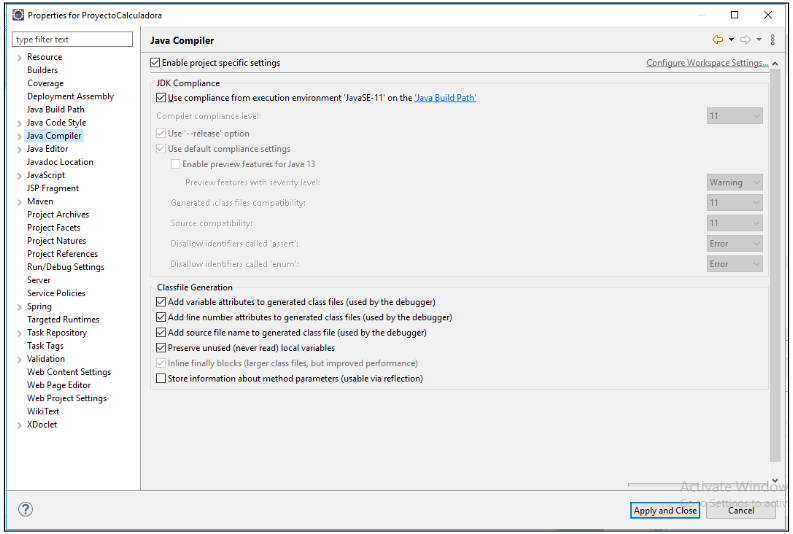 Properties for ProyectoCalculadora
type filter text
Resource
Builders
Coverage
Deployment Assembly
Java Build Path
Java Code Style
Java Compiler
Java Editor
Javadoc Location
JavaScript
JSP Fragment
Maven
Project Archives
Project Facets
Project Natures
Project References
Run/Debug Settings
Server
Service Policies
Spring
Targeted Runtimes
Task Repository
Task Tags
Validation
Web Content Settings
Web Page Editor
Web Project Settings
WikiText
XDoclet
Java Compiler
Enable project specific settings
Configure Workspace Settings...
JDK Compliance
Use compliance from execution environment 'JavaSE-11' on the 'Java Build Path'
Compiler compliance level: 11
Use '--release' option
Use default compliance settings
Enable preview features for Java 13
Preview features with severity level: Warning
Generated .class files compatibility: 11
Source compatibility: 11
Disallow identifiers called 'assert': Error
Disallow identifiers called 'enum': Error
Classfile Generation
Add variable attributes to generated class files (used by the debugger)
Add line number attributes to generated class files (used by the debugger)
Add source file name to generated class file (used by the debugger)
Preserve unused (never read) local variables
Inline finally blocks (larger class files, but improved performance)
Store information about method parameters (usable via reflection)
Activate Window
Go to Settings to activ
?
Apply and Close
Cancel